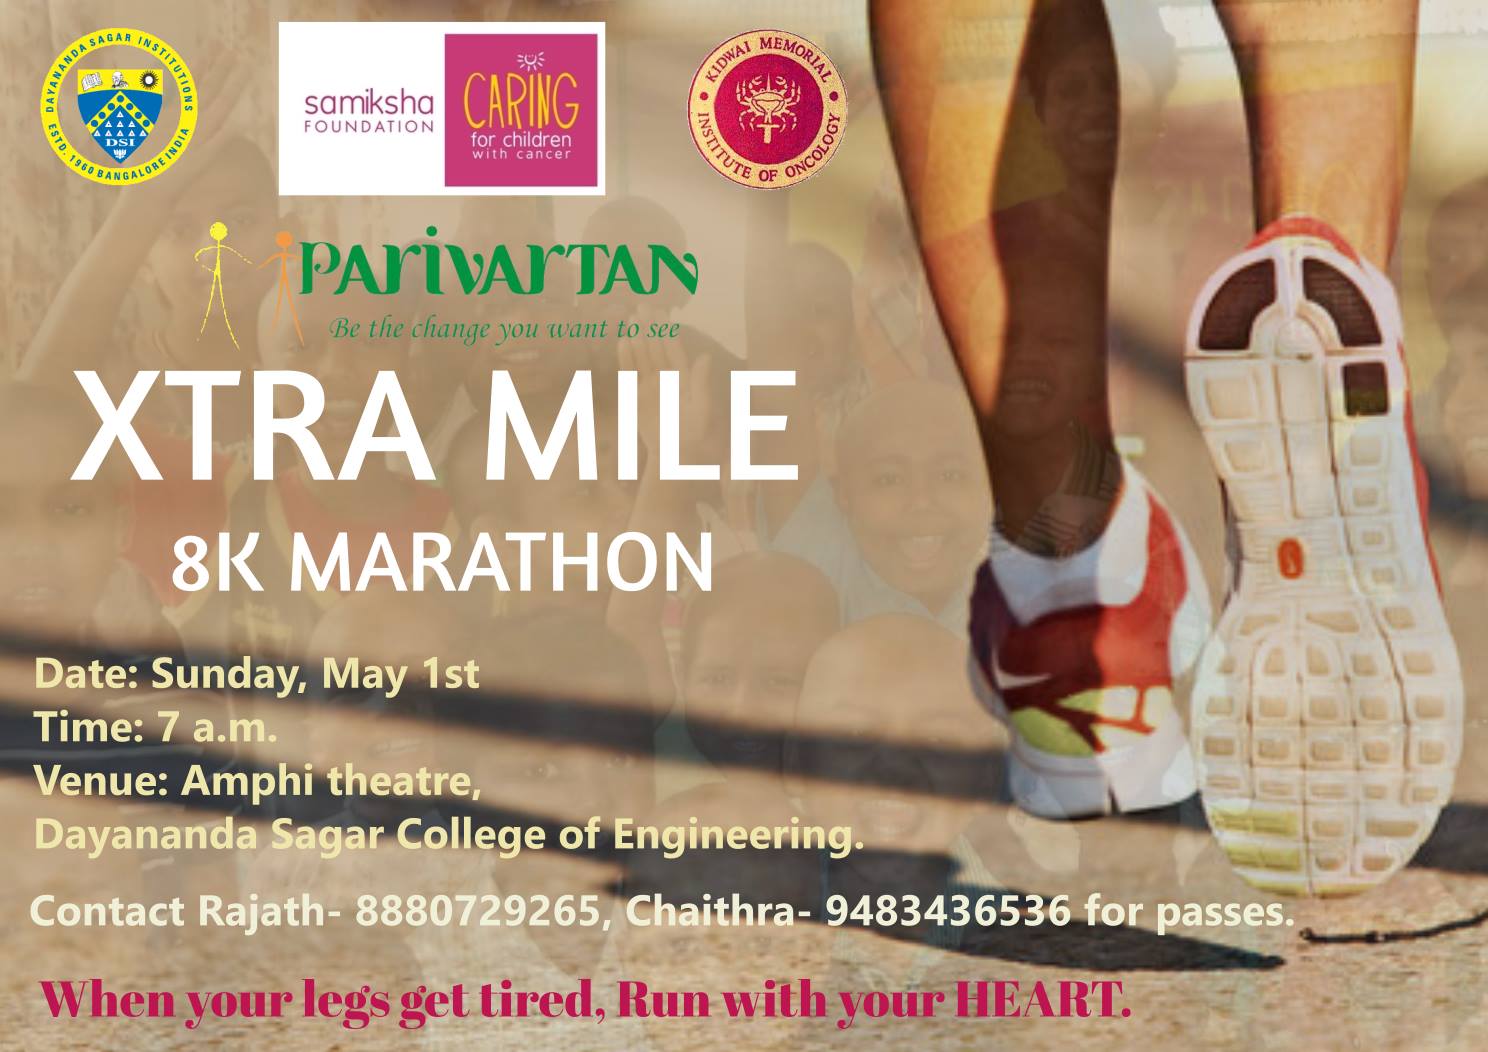 DAYANANDA SAGAR INSTITUTIONS
ESTD. 1960 BANGALORE INDIA
DSI
samiksha
FOUNDATION
CARING
for children
with cancer
KIDWAI MEMORIAL
INSTITUTE OF ONCOLOGY
PARIVARTAN
Be the change you want to see
XTRA MILE
8K MARATHON
Date: Sunday, May 1st
Time: 7 a.m.
Venue: Amphi theatre,
Dayananda Sagar College of Engineering.
Contact Rajath- 8880729265, Chaithra- 9483436536 for passes.
When your legs get tired, Run with your HEART.